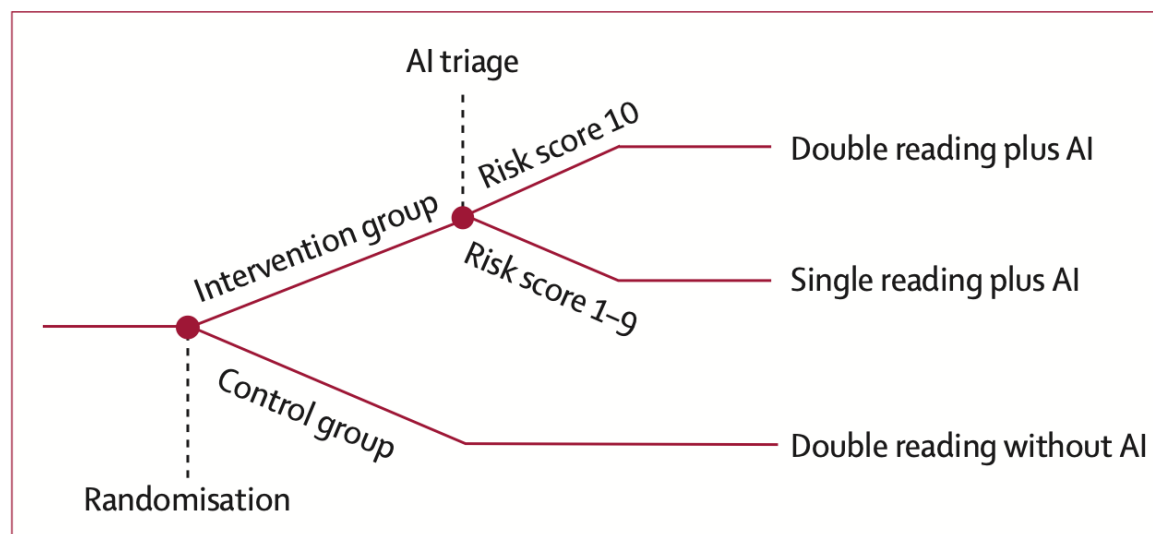 AI triage
Risk score 10
Double reading plus AI
Intervention group
Risk score 1–9
Single reading plus AI
Control group
Double reading without AI
Randomisation